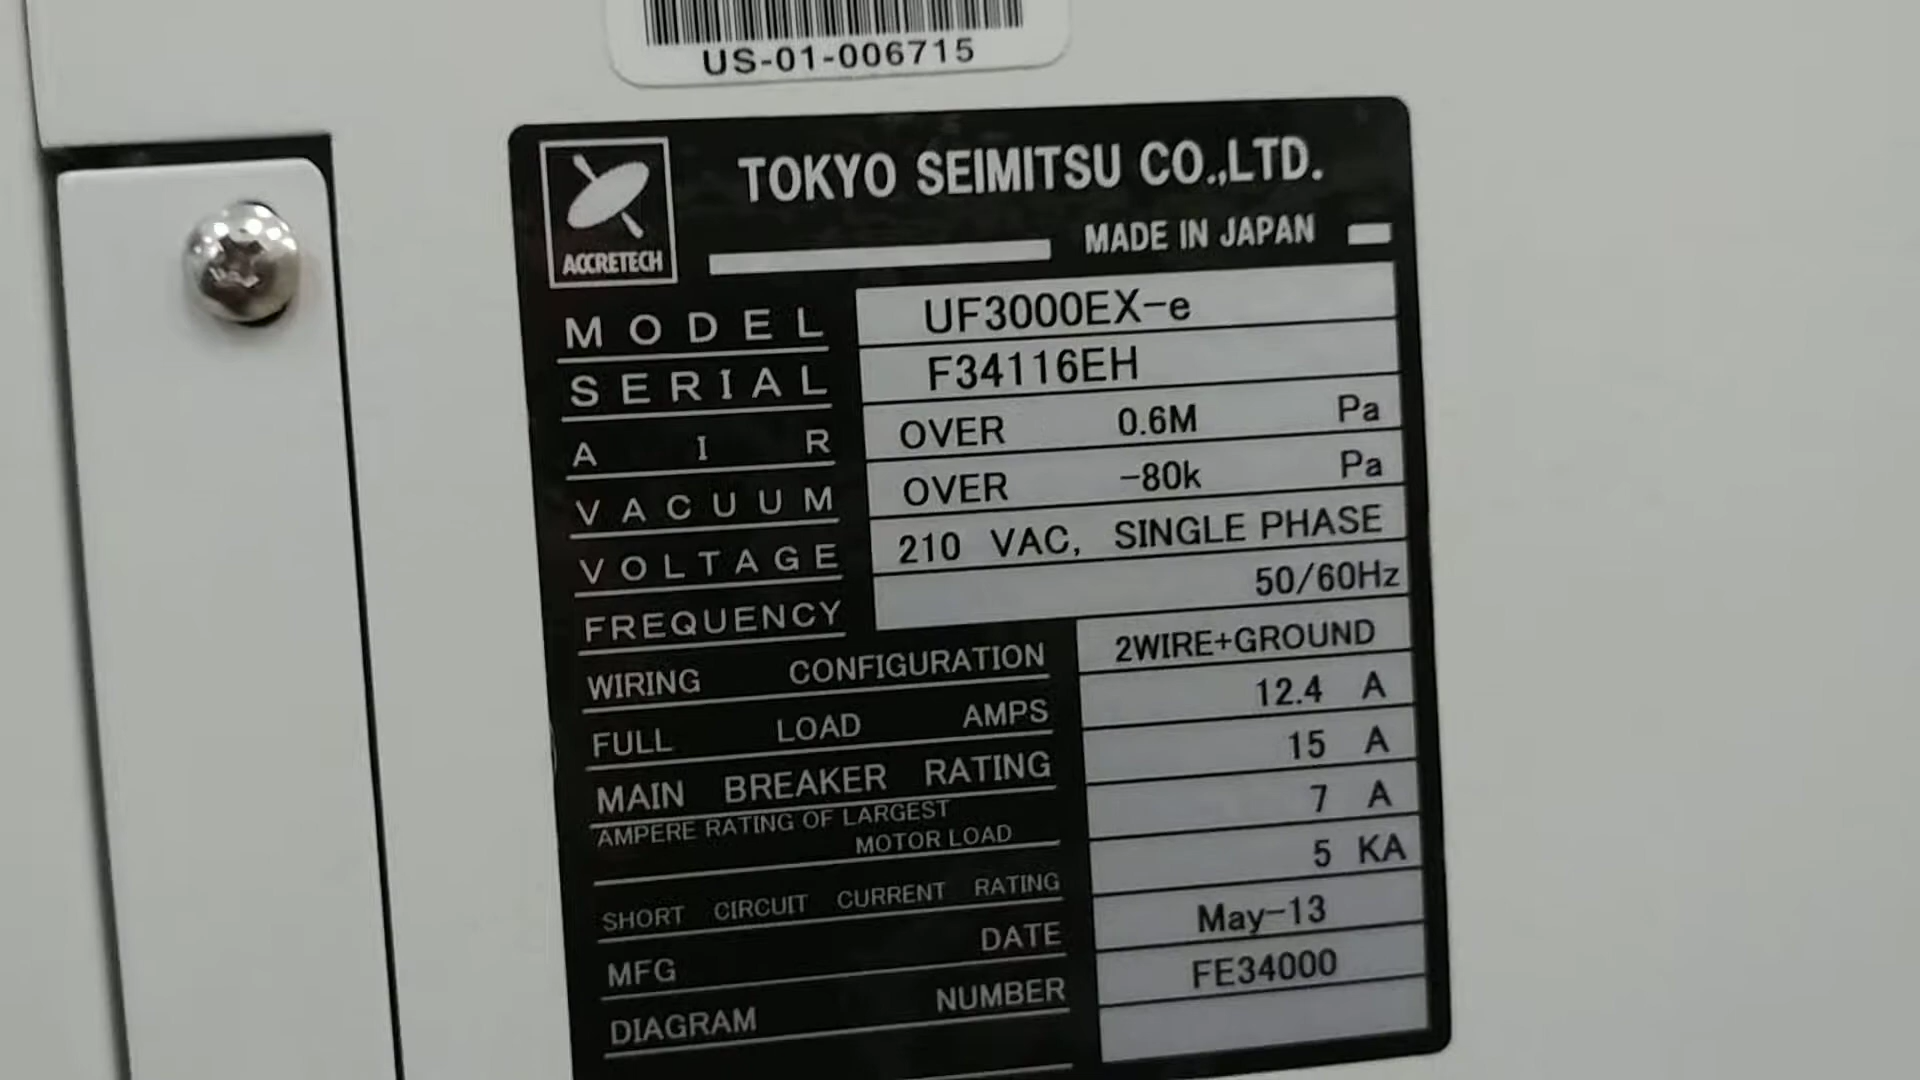 US-01-006715
ACCRETECH
TOKYO SEIMITSU CO.,LTD.
MADE IN JAPAN
MODEL UF3000EX-e
SERIAL F34116EH
AIR OVER 0.6M Pa
VACUUM OVER -80k Pa
VOLTAGE 210 VAC, SINGLE PHASE
FREQUENCY 50/60Hz
WIRING CONFIGURATION 2WIRE+GROUND
FULL LOAD AMPS 12.4 A
MAIN BREAKER RATING 15 A
AMPERE RATING OF LARGEST
MOTOR LOAD 7 A
SHORT CIRCUIT CURRENT RATING 5 KA
MFG DATE May-13
DIAGRAM NUMBER FE34000